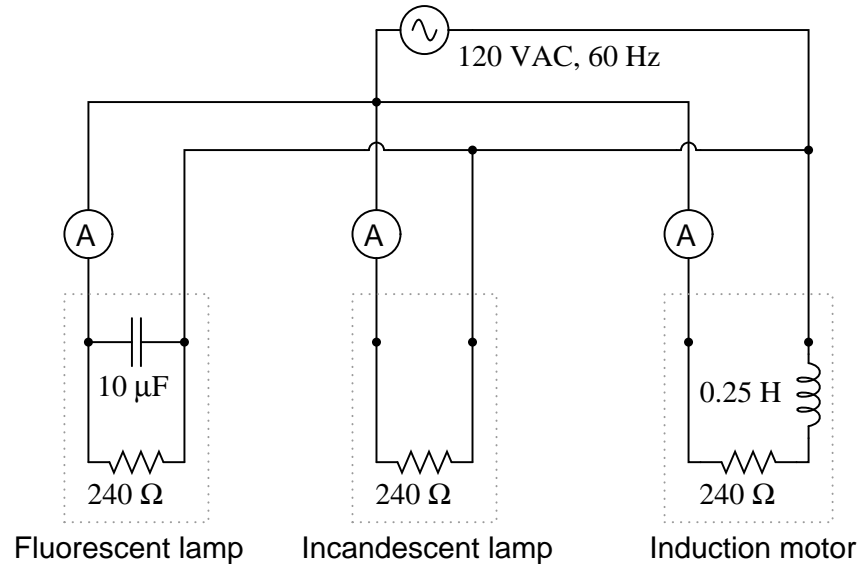 120 VAC, 60 Hz
A
A
A
10 μF
0.25 H
240 Ω
240 Ω
240 Ω
Fluorescent lamp
Incandescent lamp
Induction motor